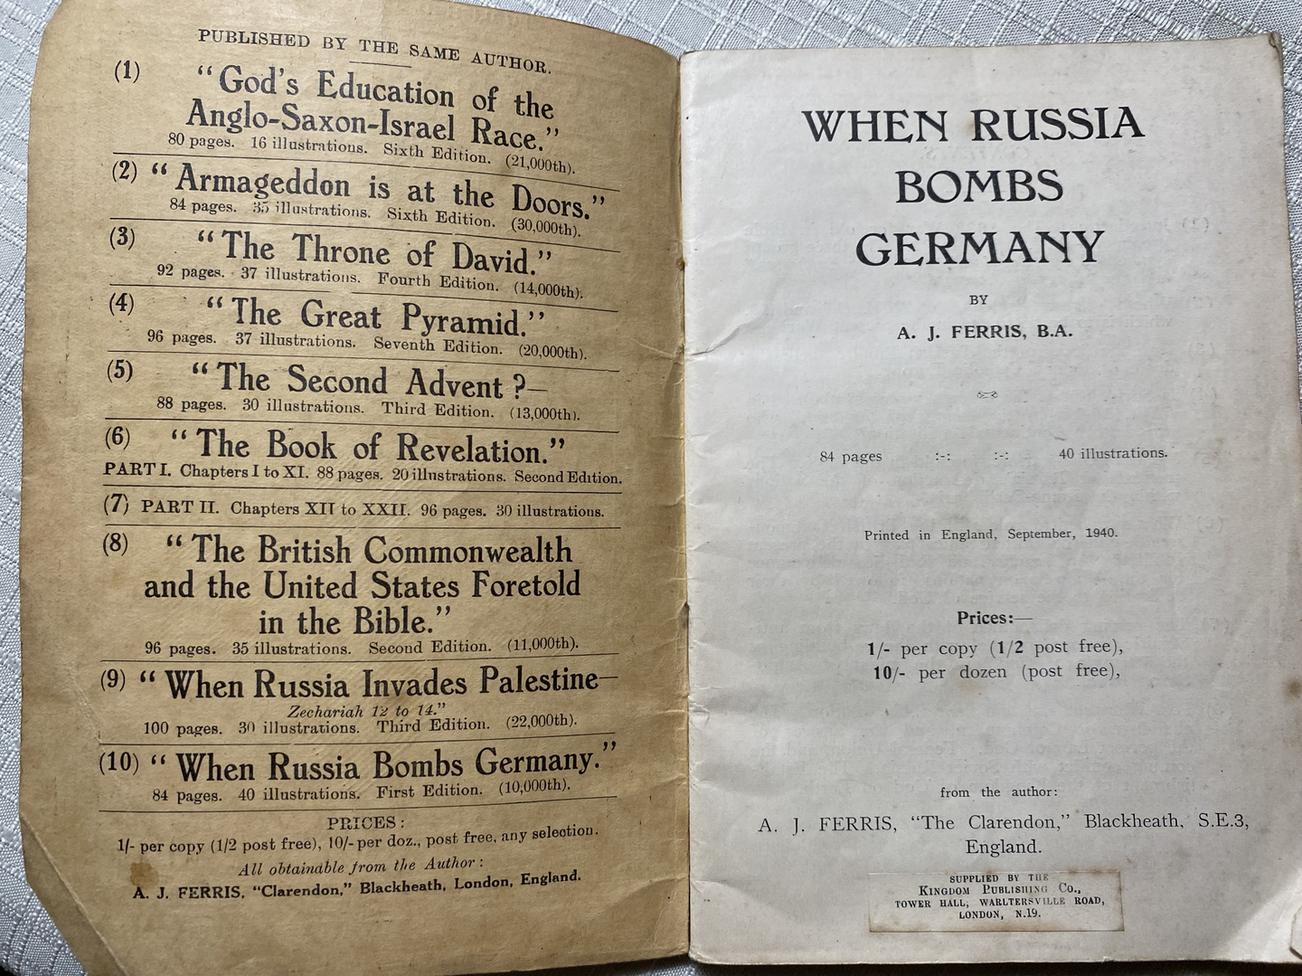 PUBLISHED BY THE SAME AUTHOR.
(1) "God's Education of the
Anglo-Saxon-Israel Race."
80 pages. 16 illustrations. Sixth Edition. (21,000th).
(2) "Armageddon is at the Doors."
84 pages. 35 illustrations. Sixth Edition. (30,000th).
(3) "The Throne of David."
92 pages. 37 illustrations. Fourth Edition. (14,000th).
(4) "The Great Pyramid."
96 pages. 37 illustrations. Seventh Edition. (20,000th).
(5) "The Second Advent?—
88 pages. 30 illustrations. Third Edition. (13,000th).
(6) "The Book of Revelation."
PART I. Chapters I to XI. 88 pages. 20 illustrations. Second Edition.
(7) PART II. Chapters XII to XXII. 96 pages. 30 illustrations.
(8) "The British Commonwealth
and the United States Foretold
in the Bible."
96 pages. 35 illustrations. Second Edition. (11,000th).
(9) "When Russia Invades Palestine—
Zechariah 12 to 14."
100 pages. 30 illustrations. Third Edition. (22,000th).
(10) "When Russia Bombs Germany."
84 pages. 40 illustrations. First Edition. (10,000th).
PRICES:
1/- per copy (1/2 post free), 10/- per doz., post free, any selection.
All obtainable from the Author:
A. J. FERRIS, "Clarendon," Blackheath, London, England.
WHEN RUSSIA
BOMBS
GERMANY
BY
A. J. FERRIS, B.A.
84 pages :-: :-: 40 illustrations.
Printed in England, September, 1940.
Prices:—
1/- per copy (1/2 post free),
10/- per dozen (post free),
from the author:
A. J. FERRIS, "The Clarendon," Blackheath, S.E.3,
England.
SUPPLIED BY THE
KINGDOM PUBLISHING CO.,
TOWER HALL, WARLTERSVILLE ROAD,
LONDON, N.19.